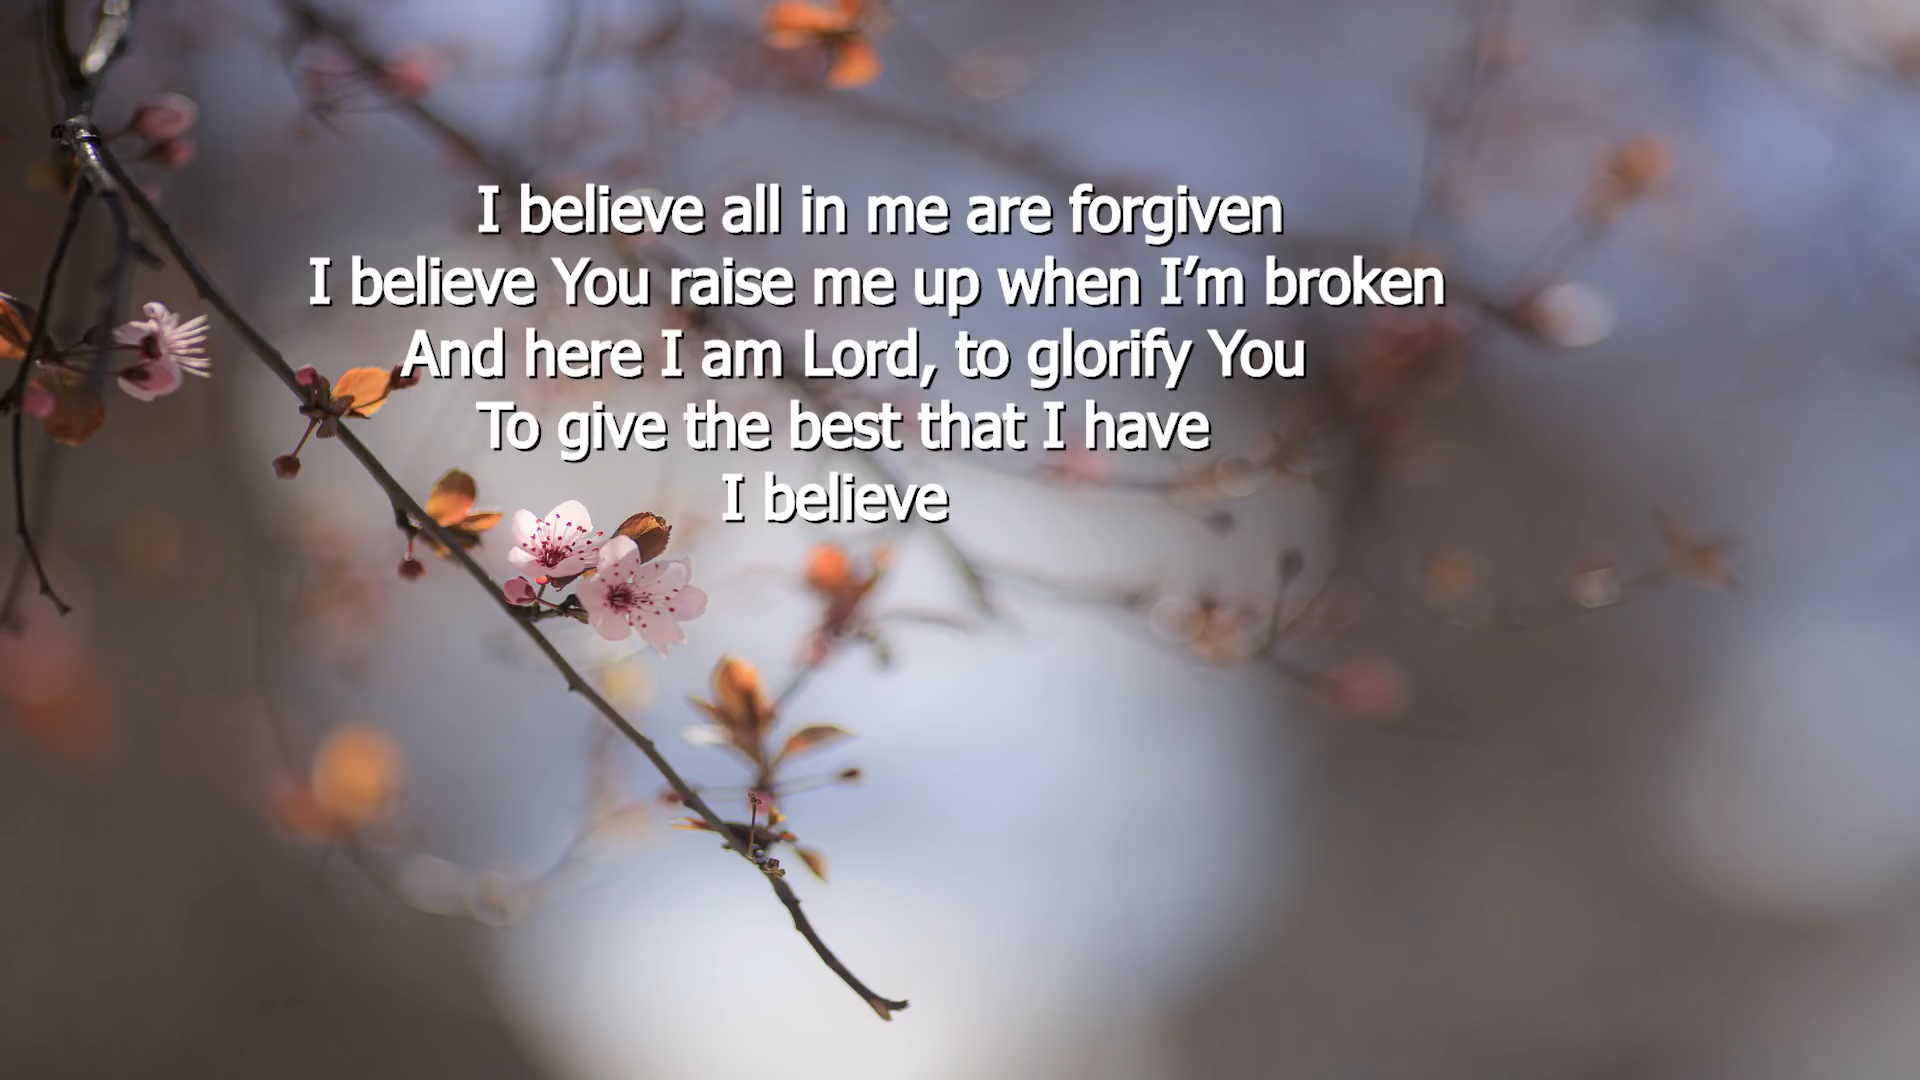 I believe all in me are forgiven
I believe You raise me up when I’m broken
And here I am Lord, to glorify You
To give the best that I have
I believe